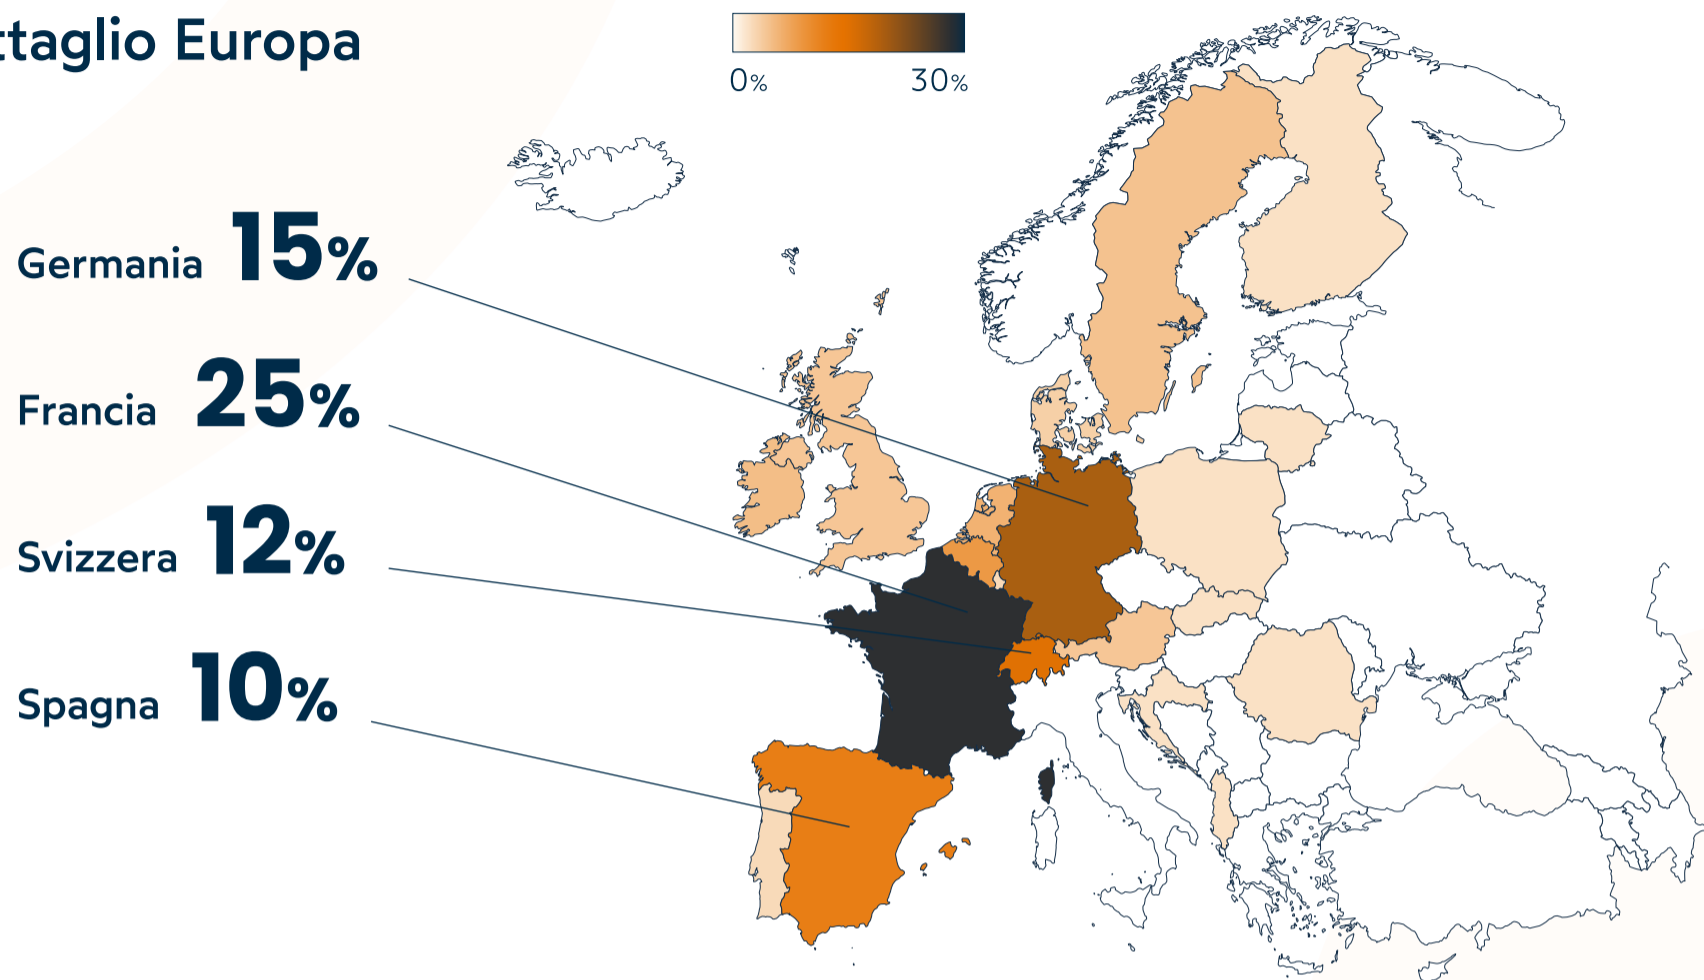 ttaglio Europa
0% 30%
Germania 15%
Francia 25%
Svizzera 12%
Spagna 10%